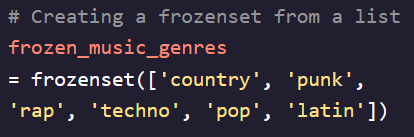 # Creating a frozenset from a list
frozen_music_genres
= frozenset(['country', 'punk',
'rap', 'techno', 'pop', 'latin'])